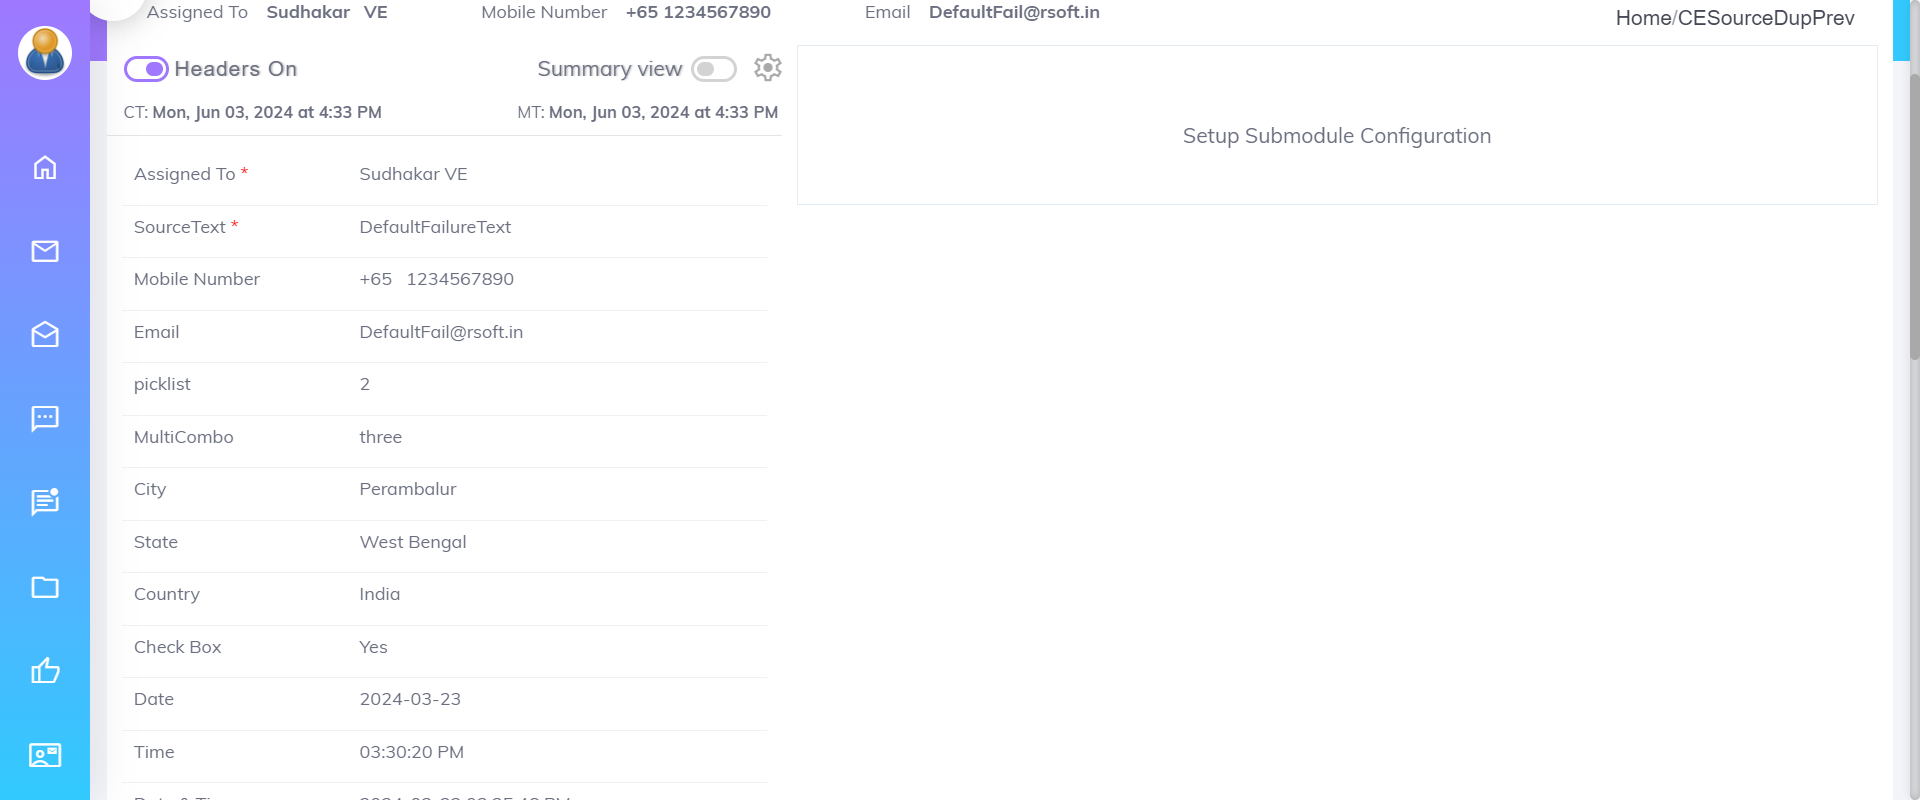 Assigned To Sudhakar VE Mobile Number +65 1234567890 Email DefaultFail@rsoft.in
Home/CESourceDupPrev
Headers On Summary view
CT: Mon, Jun 03, 2024 at 4:33 PM MT: Mon, Jun 03, 2024 at 4:33 PM
Setup Submodule Configuration
Assigned To * Sudhakar VE
SourceText * DefaultFailureText
Mobile Number +65 1234567890
Email DefaultFail@rsoft.in
picklist 2
MultiCombo three
City Perambalur
State West Bengal
Country India
Check Box Yes
Date 2024-03-23
Time 03:30:20 PM